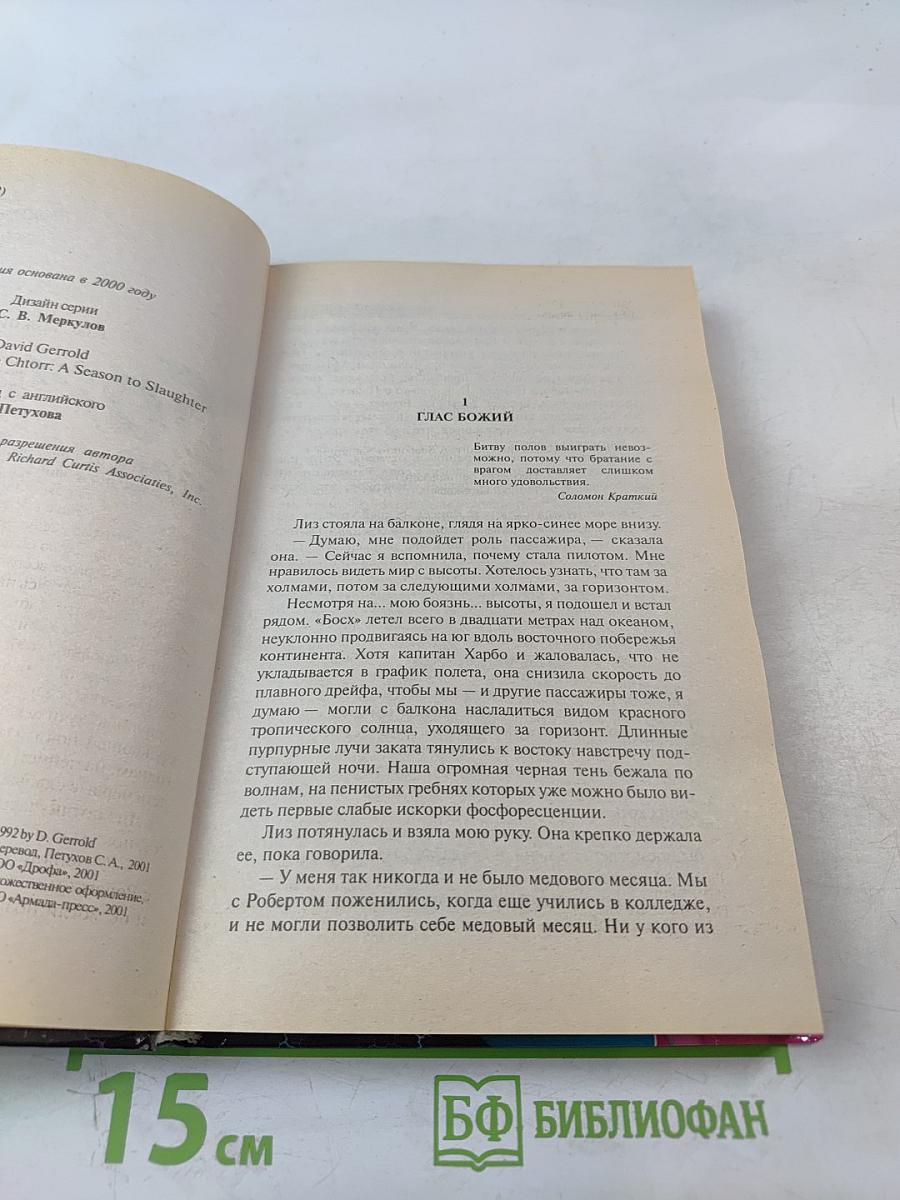 ия основана в 2000 году
Дизайн серии
С. В. Меркулов
David Gerrold
Chtorr: A Season to Slaughter
с английского
Петухова
разрешения автора
Richard Curtis Associaties, Inc.
992 by D. Gerrold
еревод, Петухов С. А., 2001
ОО «Дрофа», 2001
ожественное оформление,
О «Армада-пресс», 2001
1
ГЛАС БОЖИЙ
Битву полов выиграть невоз-
можно, потому что братание с
врагом доставляет слишком
много удовольствия.
Соломон Краткий
Лиз стояла на балконе, глядя на ярко-синее море внизу.
— Думаю, мне подойдет роль пассажира, — сказала
она. — Сейчас я вспомнила, почему стала пилотом. Мне
нравилось видеть мир с высоты. Хотелось узнать, что там за
холмами, потом за следующими холмами, за горизонтом.
Несмотря на... мою боязнь... высоты, я подошел и встал
рядом. «Босх» летел всего в двадцати метрах над океаном,
неуклонно продвигаясь на юг вдоль восточного побережья
континента. Хотя капитан Харбо и жаловалась, что не
укладывается в график полета, она снизила скорость до
плавного дрейфа, чтобы мы — и другие пассажиры тоже, я
думаю — могли с балкона насладиться видом красного
тропического солнца, уходящего за горизонт. Длинные
пурпурные лучи заката тянулись к востоку навстречу под-
ступающей ночи. Наша огромная черная тень бежала по
волнам, на пенистых гребнях которых уже можно было ви-
деть первые слабые искорки фосфоресценции.
Лиз потянулась и взяла мою руку. Она крепко держала
ее, пока говорила.
— У меня так никогда и не было медового месяца. Мы
с Робертом поженились, когда еще учились в колледже,
и не могли позволить себе медовый месяц. Ни у кого из
15 см
БФ БИБЛИОФАН